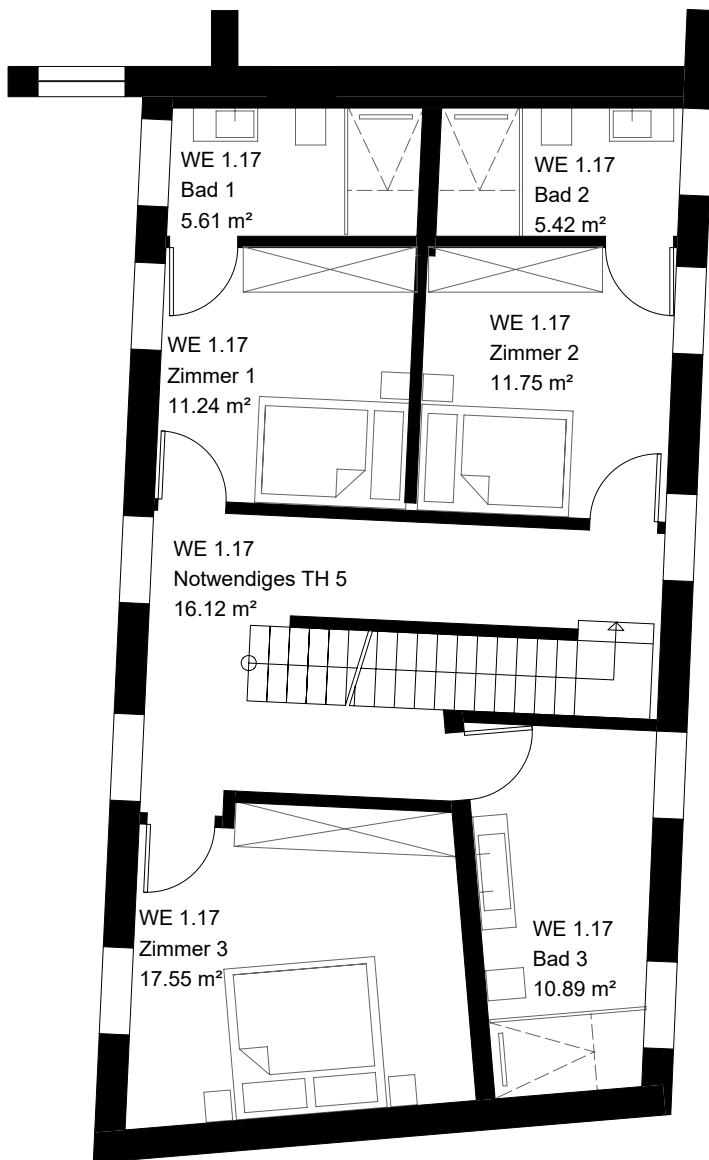 WE 1.17
Bad 1
5.61 m²
WE 1.17
Bad 2
5.42 m²
WE 1.17
Zimmer 1
11.24 m²
WE 1.17
Zimmer 2
11.75 m²
WE 1.17
Notwendiges TH 5
16.12 m²
WE 1.17
Zimmer 3
17.55 m²
WE 1.17
Bad 3
10.89 m²